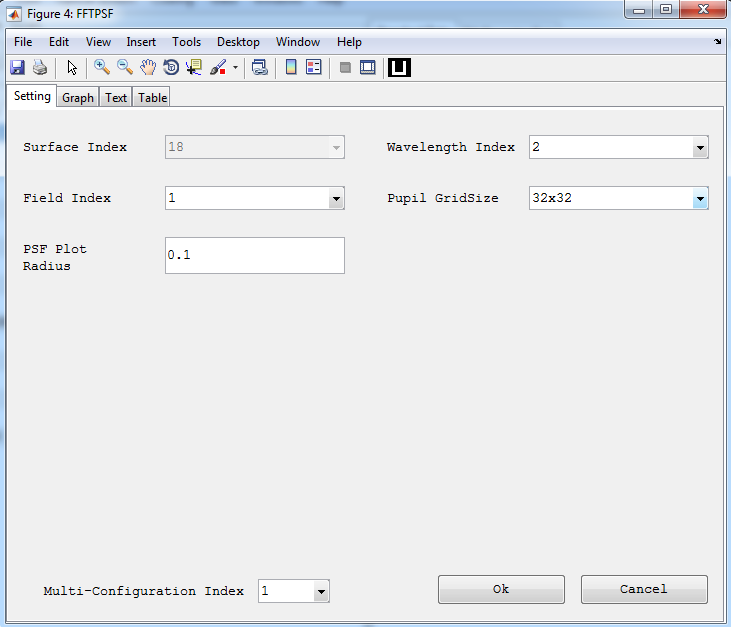 Figure 4: FFTPSF
File Edit View Insert Tools Desktop Window Help
Setting Graph Text Table
Surface Index 18 Wavelength Index 2
Field Index 1 Pupil GridSize 32x32
PSF Plot
Radius 0.1
Multi-Configuration Index 1 Ok Cancel